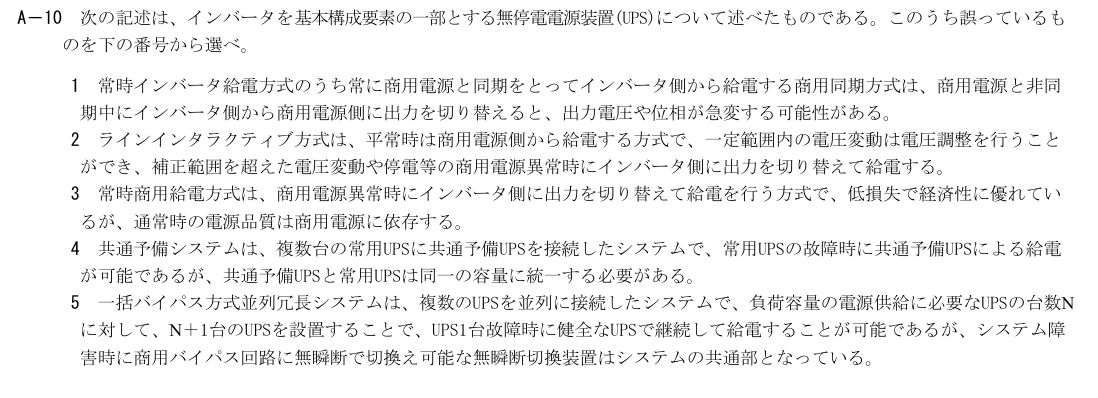 A－10　次の記述は、インバータを基本構成要素の一部とする無停電電源装置(UPS)について述べたものである。このうち誤っているも
のを下の番号から選べ。
1　常時インバータ給電方式のうち常に商用電源と同期をとってインバータ側から給電する商用同期方式は、商用電源と非同
期中にインバータ側から商用電源側に出力を切り替えると、出力電圧や位相が急変する可能性がある。
2　ラインインタラクティブ方式は、平常時は商用電源側から給電する方式で、一定範囲内の電圧変動は電圧調整を行うこと
ができ、補正範囲を超えた電圧変動や停電等の商用電源異常時にインバータ側に出力を切り替えて給電する。
3　常時商用給電方式は、商用電源異常時にインバータ側に出力を切り替えて給電を行う方式で、低損失で経済性に優れてい
るが、通常時の電源品質は商用電源に依存する。
4　共通予備システムは、複数台の常用UPSに共通予備UPSを接続したシステムで、常用UPSの故障時に共通予備UPSによる給電
が可能であるが、共通予備UPSと常用UPSは同一の容量に統一する必要がある。
5　一括バイパス方式並列冗長システムは、複数のUPSを並列に接続したシステムで、負荷容量の電源供給に必要なUPSの台数N
に対して、N＋1台のUPSを設置することで、UPS1台故障時に健全なUPSで継続して給電することが可能であるが、システム障
害時に商用バイパス回路に無瞬断で切換え可能な無瞬断切換装置はシステムの共通部となっている。